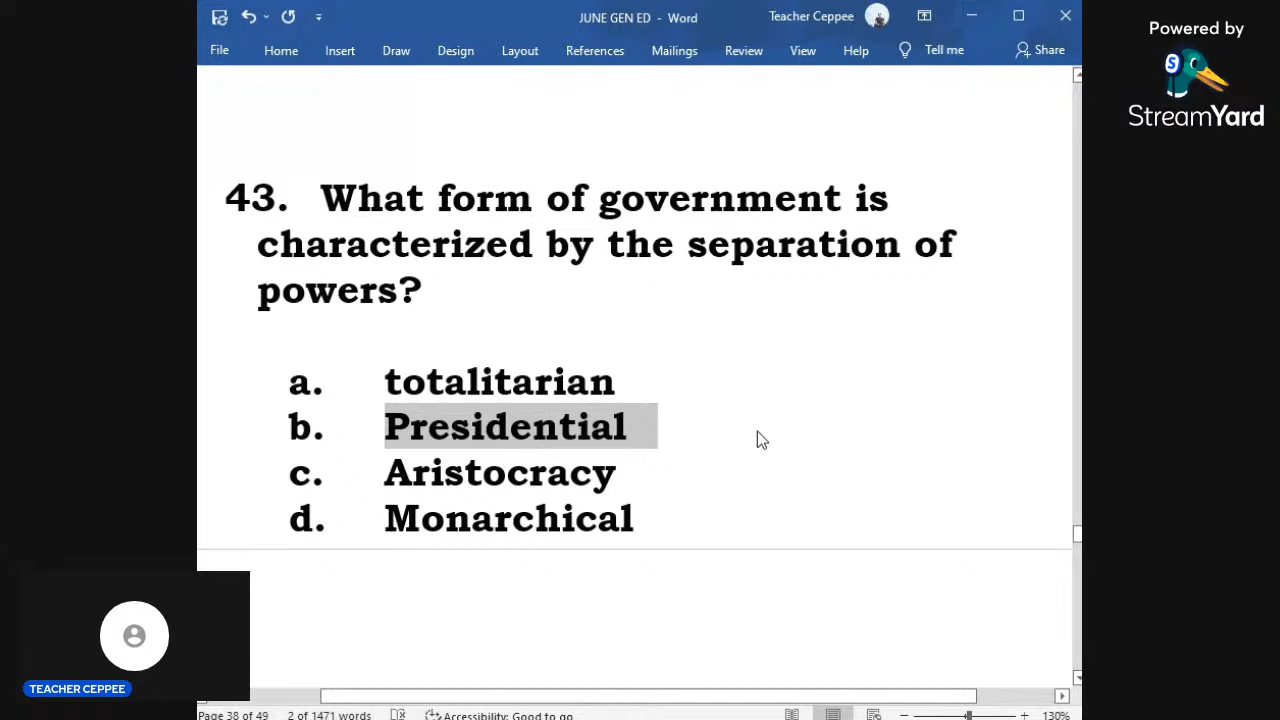 JUNE GEN ED - Word
Teacher Ceppee
File Home Insert Draw Design Layout References Mailings Review View Help Tell me Share
Powered by
S
StreamYard
43. What form of government is
characterized by the separation of
powers?
a. totalitarian
b. Presidential
c. Aristocracy
d. Monarchical
TEACHER CEPPEE
Page 38 of 49 2 of 1471 words Accessibility: Good to go 130%